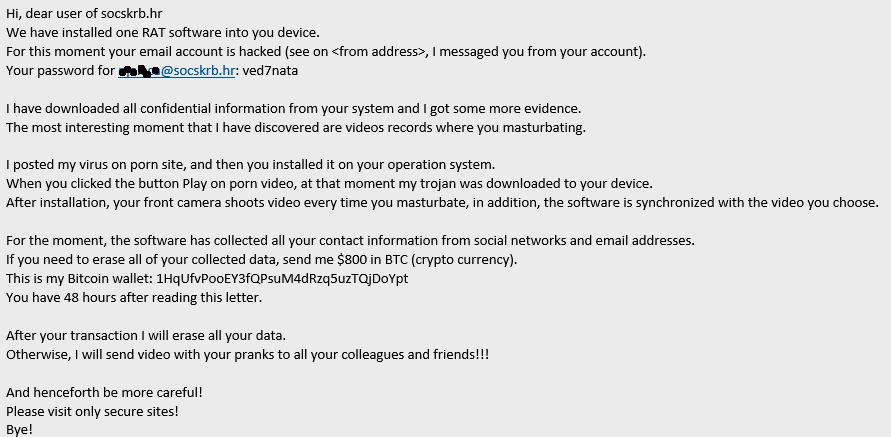 Hi, dear user of socskrb.hr
We have installed one RAT software into you device.
For this moment your email account is hacked (see on <from address>, I messaged you from your account).
Your password for @socskrb.hr: ved7nata
I have downloaded all confidential information from your system and I got some more evidence.
The most interesting moment that I have discovered are videos records where you masturbating.
I posted my virus on porn site, and then you installed it on your operation system.
When you clicked the button Play on porn video, at that moment my trojan was downloaded to your device.
After installation, your front camera shoots video every time you masturbate, in addition, the software is synchronized with the video you choose.
For the moment, the software has collected all your contact information from social networks and email addresses.
If you need to erase all of your collected data, send me $800 in BTC (crypto currency).
This is my Bitcoin wallet: 1HqUfvPooEY3fQPsuM4dRzq5uzTQjDoYpt
You have 48 hours after reading this letter.
After your transaction I will erase all your data.
Otherwise, I will send video with your pranks to all your colleagues and friends!!!
And henceforth be more careful!
Please visit only secure sites!
Bye!